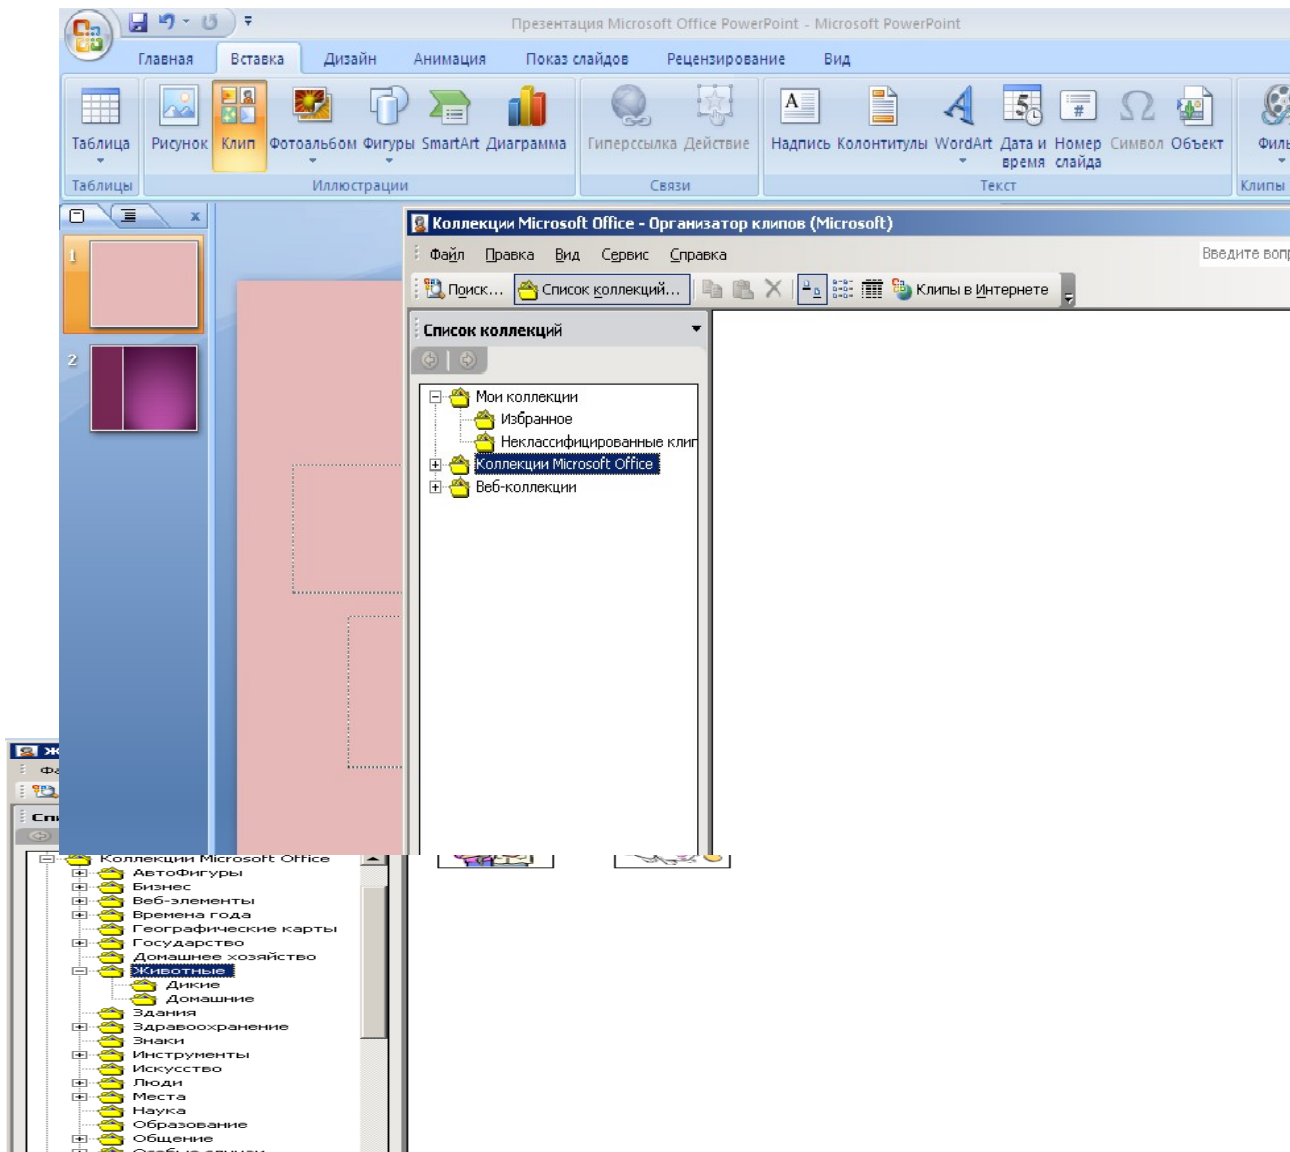 Презентация Microsoft Office PowerPoint - Microsoft PowerPoint
Главная Вставка Дизайн Анимация Показ слайдов Рецензирование Вид
Таблица Рисунок Клип Фотоальбом Фигуры SmartArt Диаграмма Гиперссылка Действие Надпись Колонтитулы WordArt Дата и время Номер слайда Символ Объект
Таблицы Иллюстрации Связи Текст Клипы
1
2
Коллекции Microsoft Office - Организатор клипов (Microsoft)
Файл Правка Вид Сервис Справка Введите
Поиск... Список коллекций... Клипы в Интернете
Список коллекций
Мои коллекции
Избранное
Неклассифицированные
Коллекции Microsoft Office
Веб-коллекции
Коллекции Microsoft Office
АвтоФигуры
Бизнес
Веб-элементы
Времена года
Географические карты
Государство
Домашнее хозяйство
Животные
Дикие
Домашние
Здания
Здравоохранение
Знаки
Инструменты
Искусство
Люди
Места
Наука
Образование
Общение